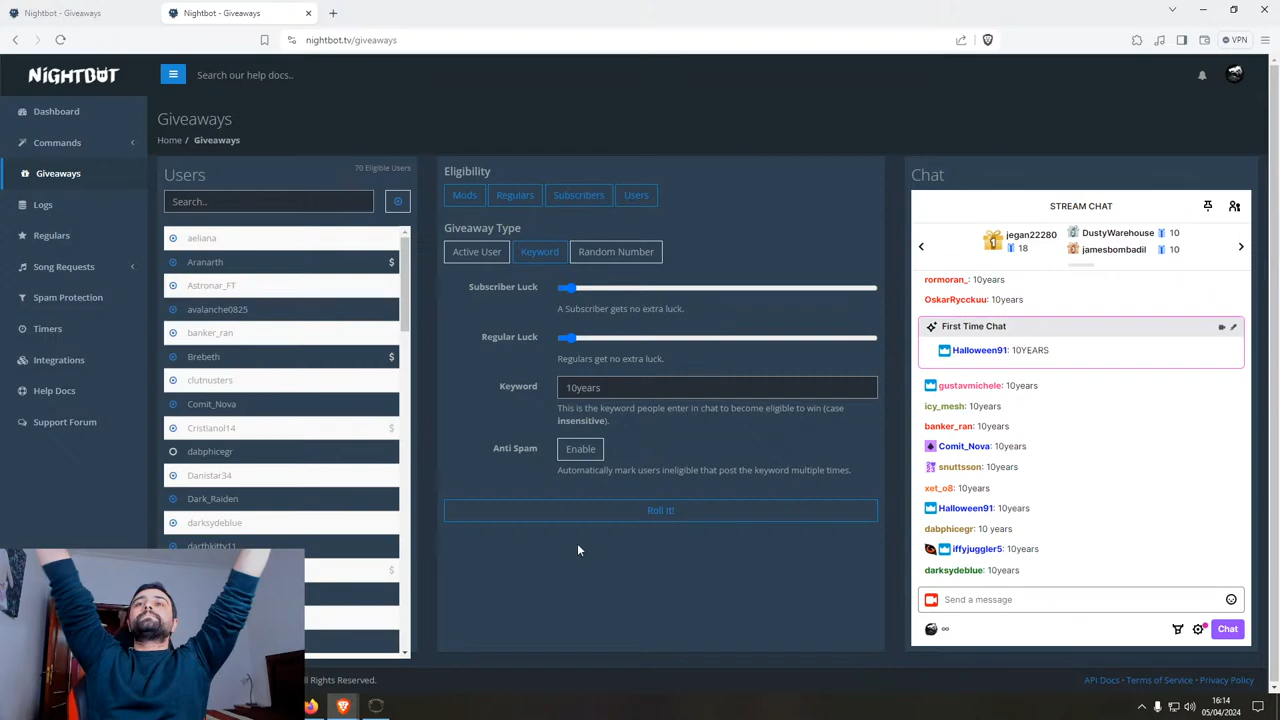 Nightbot - Giveaways
Nightbot - Giveaways
nightbot.tv/giveaways
VPN
NIGHTBOT
Search our help docs..
Dashboard
Commands
Giveaways
Logs
Regulars
Song Requests
Spam Protection
Timers
Integrations
Help Docs
Support Forum
Giveaways
Home / Giveaways
Users
70 Eligible Users
Search..
aeliana
Aranarth $
Astronar_FT
avalanche0825
banker_ran
Brebeth $
clutnusters
Comit_Nova
Cristianol14 $
dabphicegr
Danistar34
Dark_Raiden
darksydeblue
darthkitty11
$
Eligibility
Mods
Regulars
Subscribers
Users
Giveaway Type
Active User
Keyword
Random Number
Subscriber Luck
A Subscriber gets no extra luck.
Regular Luck
Regulars get no extra luck.
Keyword
10years
This is the keyword people enter in chat to become eligible to win (case
insensitive).
Anti Spam
Enable
Automatically mark users ineligible that post the keyword multiple times.
Roll It!
Chat
STREAM CHAT
1 jegan22280
18
2 DustyWarehouse 10
3 jamesbombadil 10
rormoran_: 10years
OskarRycckuu: 10years
First Time Chat
Halloween91: 10YEARS
gustavmichele: 10years
icy_mesh: 10years
banker_ran: 10years
Comit_Nova: 10years
snuttsson: 10years
xet_o8: 10years
Halloween91: 10years
dabphicegr: 10 years
iffyjuggler5: 10years
darksydeblue: 10years
Send a message
∞
Chat
ll Rights Reserved.
API Docs • Terms of Service • Privacy Policy
16:14
05/04/2024